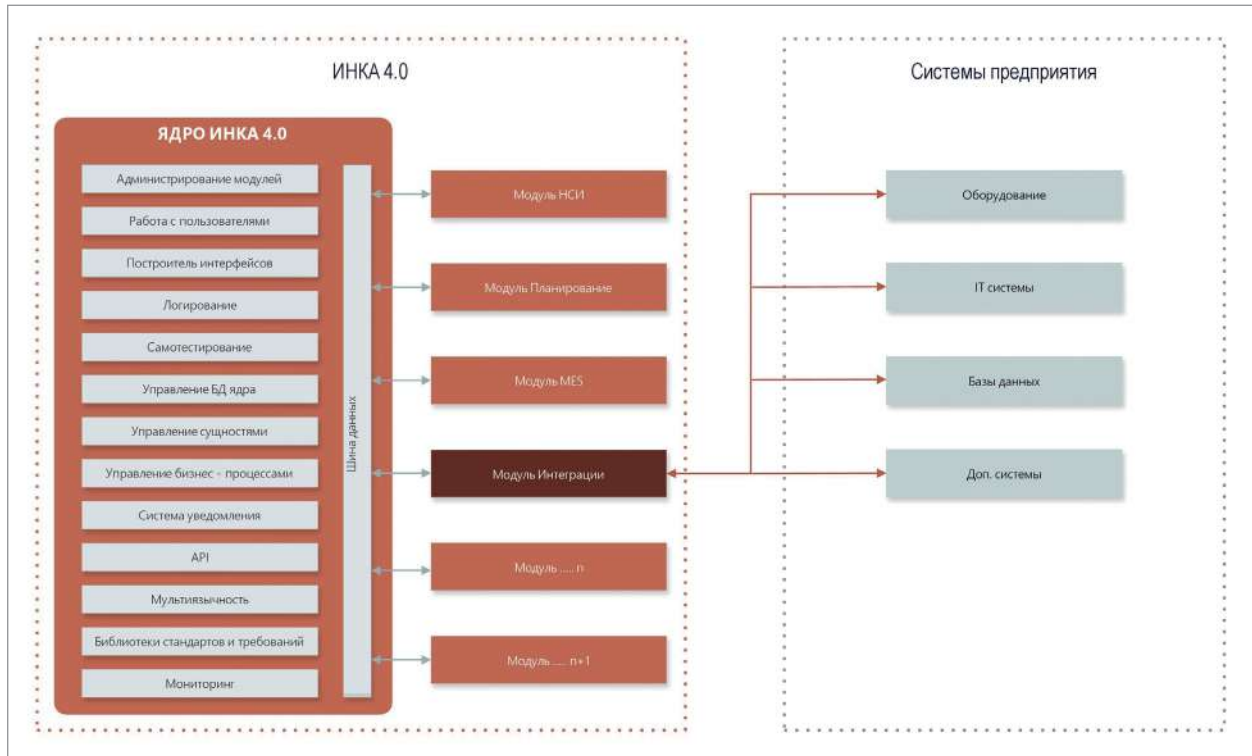 ИНКА 4.0
ЯДРО ИНКА 4.0
Администрирование модулей
Работа с пользователями
Построитель интерфейсов
Логирование
Самотестирование
Управление БД ядра
Управление сущностями
Управление бизнес - процессами
Система уведомления
API
Мультиязычность
Библиотеки стандартов и требований
Мониторинг
Шина данных
Модуль НСИ
Модуль Планирование
Модуль MES
Модуль Интеграции
Модуль ..... n
Модуль ..... n+1
Системы предприятия
Оборудование
IT системы
Базы данных
Доп. системы